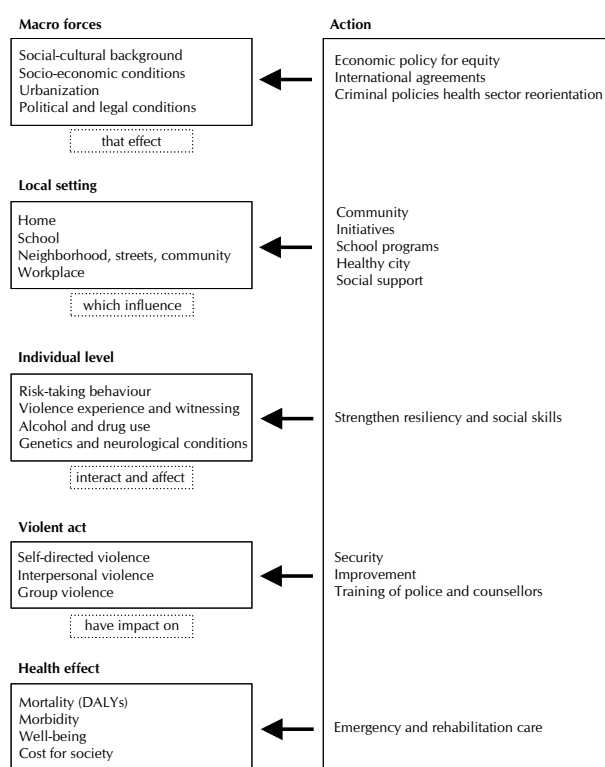 Macro forces
Social-cultural background
Socio-economic conditions
Urbanization
Political and legal conditions
that effect
Local setting
Home
School
Neighborhood, streets, community
Workplace
which influence
Individual level
Risk-taking behaviour
Violence experience and witnessing
Alcohol and drug use
Genetics and neurological conditions
interact and affect
Violent act
Self-directed violence
Interpersonal violence
Group violence
have impact on
Health effect
Mortality (DALYs)
Morbidity
Well-being
Cost for society
Action
Economic policy for equity
International agreements
Criminal policies health sector reorientation
Community
Initiatives
School programs
Healthy city
Social support
Strengthen resiliency and social skills
Security
Improvement
Training of police and counsellors
Emergency and rehabilitation care